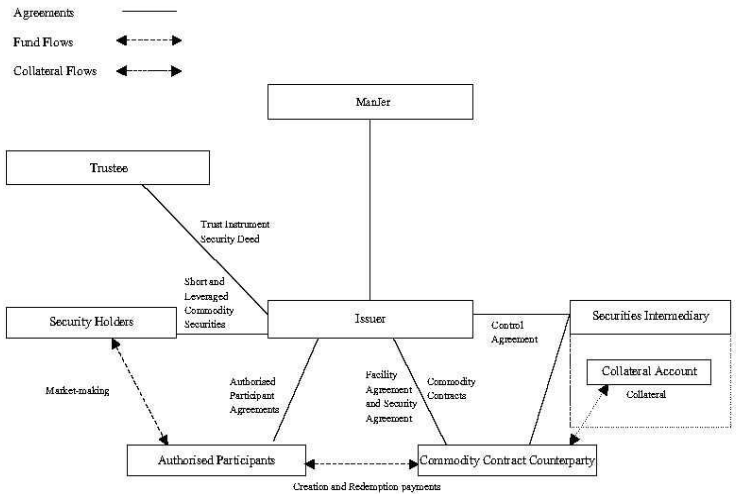 Agreements
Fund Flows
Collateral Flows
ManJer
Trustee
Trust Instrument
Security Deed
Short and
Leveraged
Commodity
Securities
Security Holders
Issuer
Securities Intermediary
Control
Agreement
Collateral Account
Collateral
Market-making
Authorised
Participant
Agreements
Facility
Agreement
and Security
Agreement
Commodity
Contracts
Authorised Participants
Commodity Contract Counterparty
Creation and Redemption payments